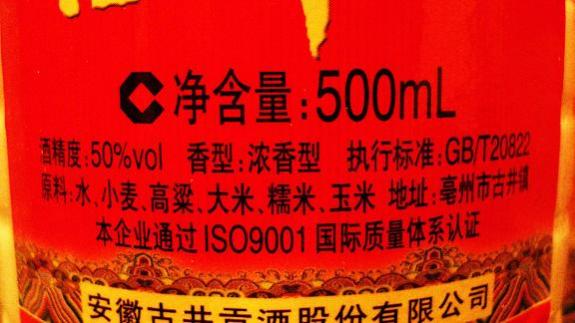 净含量:500mL
酒精度:50%vol 香型:浓香型 执行标准:GB/T20822
原料:水、小麦、高粱、大米、糯米、玉米 地址:亳州市古井镇
本企业通过ISO9001国际质量体系认证
安徽古井贡酒股份有限公司